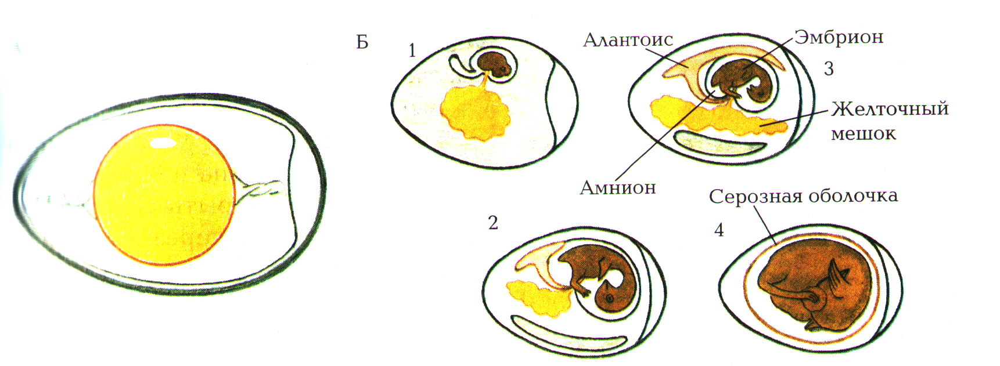 Б
1
Алантоис
Эмбрион
3
Желточный
мешок
Амнион
Серозная оболочка
2
4